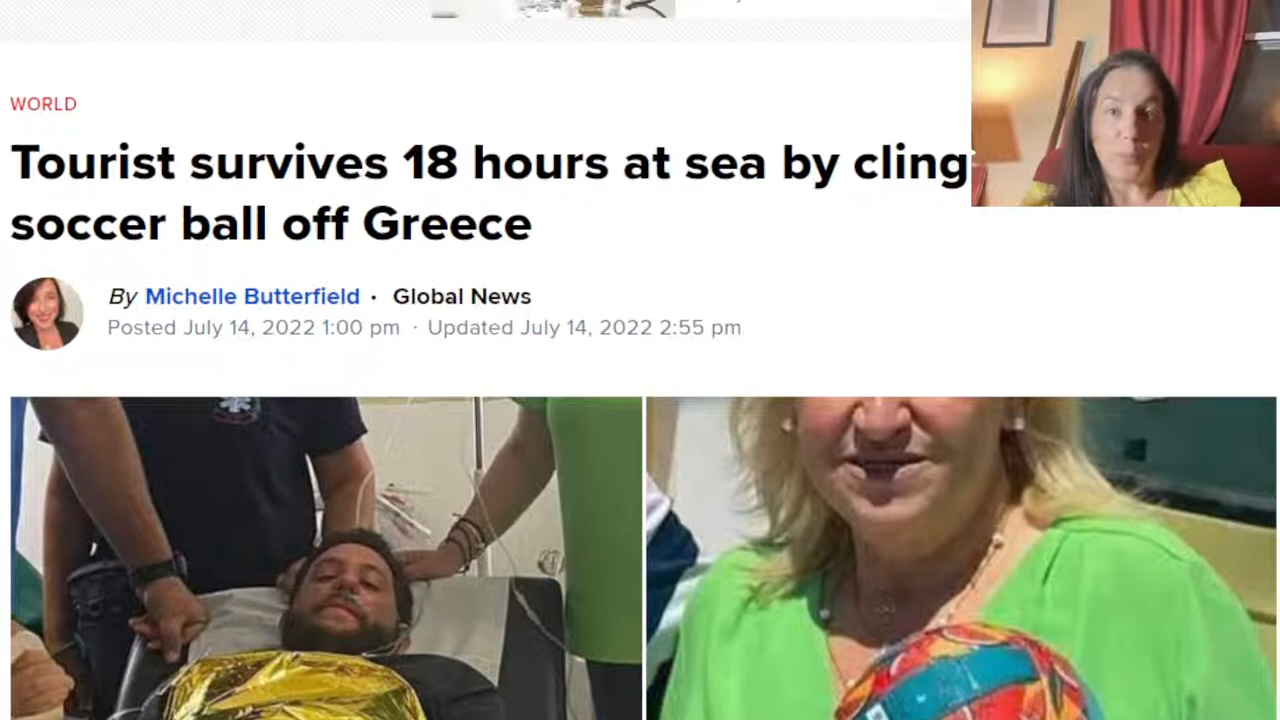 WORLD
Tourist survives 18 hours at sea by cling
soccer ball off Greece
By Michelle Butterfield • Global News
Posted July 14, 2022 1:00 pm · Updated July 14, 2022 2:55 pm